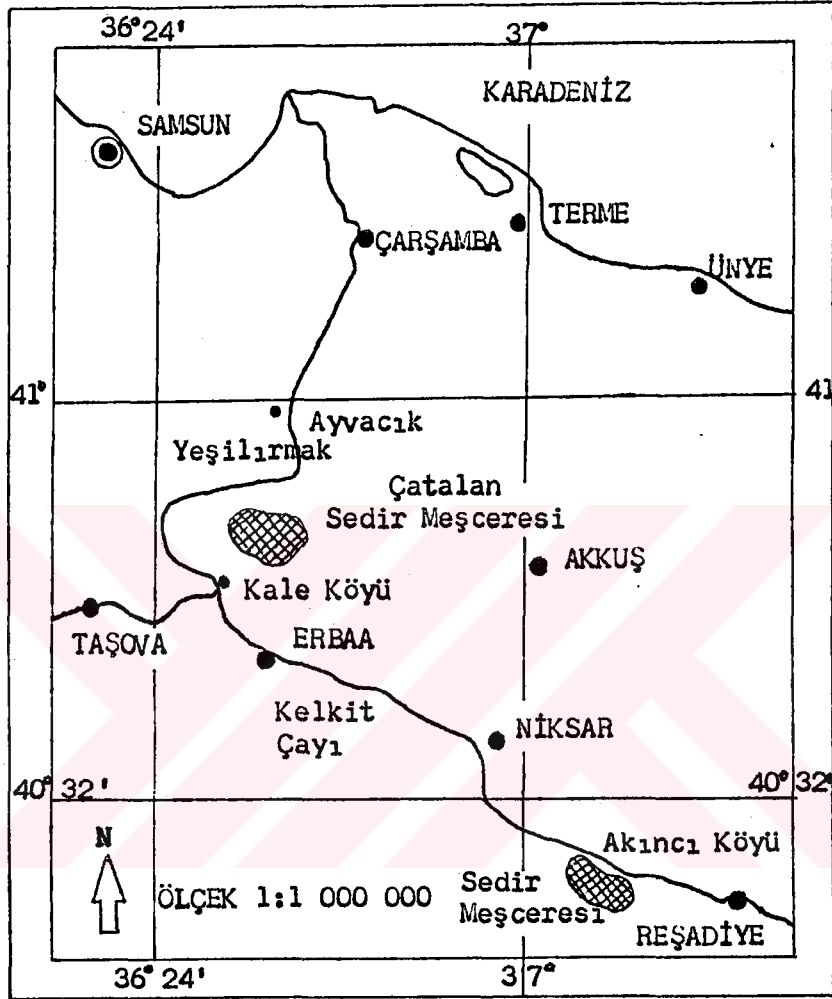 36° 24'
37°
KARADENİZ
SAMSUN
TERME
ÇARŞAMBA
ÜNYE
41°
41
Ayvacık
Yeşilırmak
Çatalan
Sedir Meşceresi
AKKUŞ
Kale Köyü
TAŞOVA
ERBAA
Kelkit
Çayı
NİKSAR
40° 32'
40° 32'
N
Akıncı Köyü
ÖLÇEK 1:1 000 000
Sedir
Meşceresi
REŞADİYE
36° 24'
37°